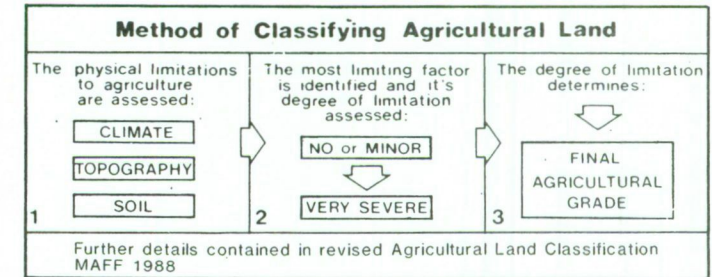 Method of Classifying Agricultural Land
The physical limitations
to agriculture
are assessed:
CLIMATE
TOPOGRAPHY
SOIL
1
The most limiting factor
is identified and it's
degree of limitation
assessed:
NO or MINOR
VERY SEVERE
2
The degree of limitation
determines:
FINAL
AGRICULTURAL
GRADE
3
Further details contained in revised Agricultural Land Classification
MAFF 1988